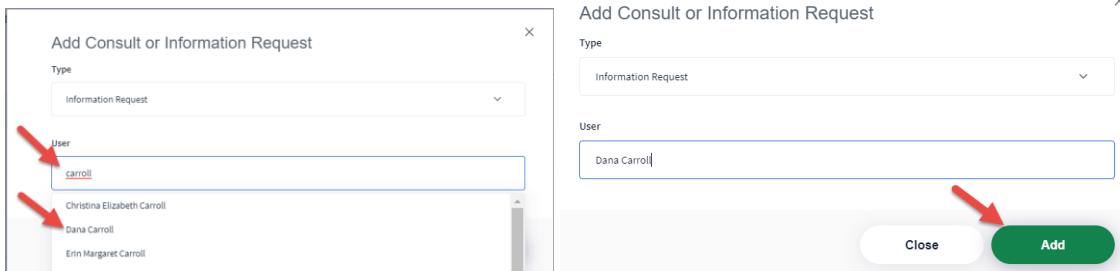 Add Consult or Information Request
Type
Information Request
User
carroll
Christina Elizabeth Carroll
Dana Carroll
Erin Margaret Carroll
Add Consult or Information Request
Type
Information Request
User
Dana Carroll
Close
Add